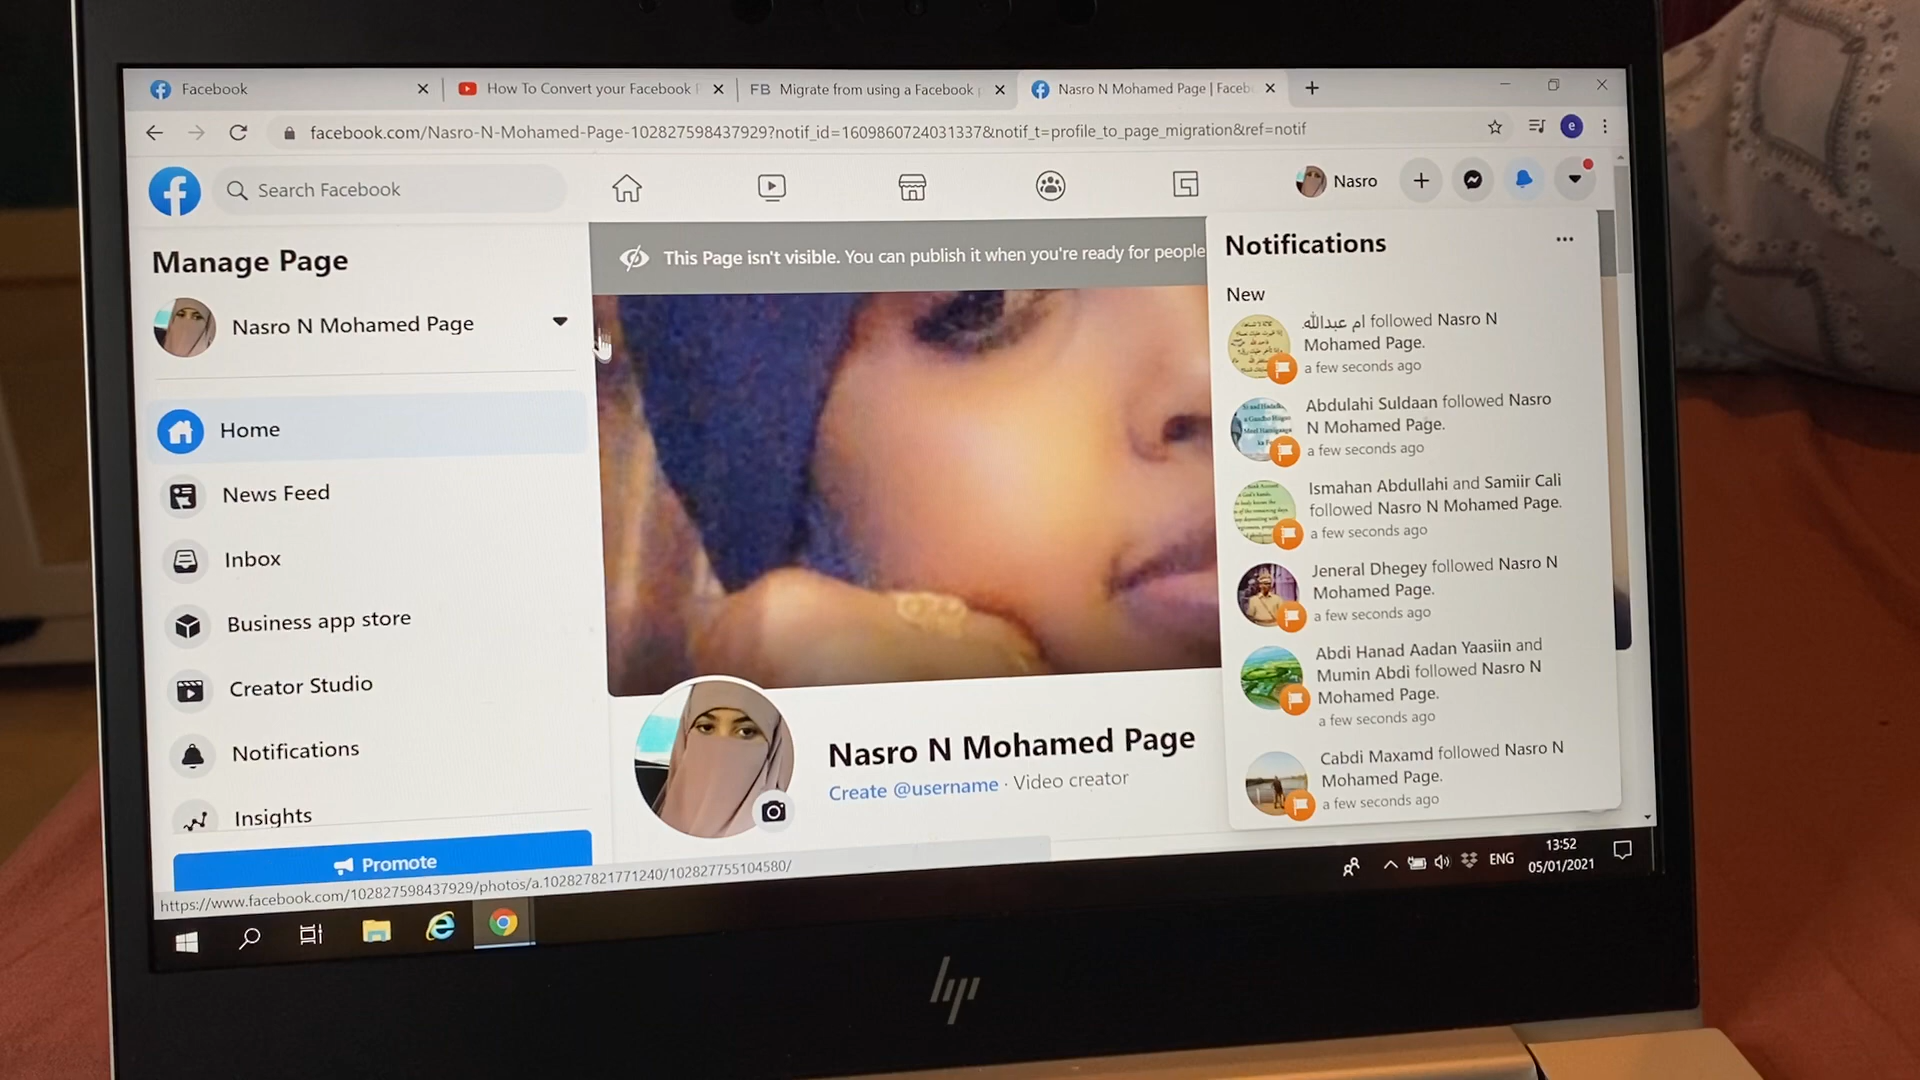 Facebook
How To Convert your Facebook
FB Migrate from using a Facebook
Nasro N Mohamed Page | Faceb
facebook.com/Nasro-N-Mohamed-Page-102827598437929?notif_id=1609860724031337&notif_t=profile_to_page_migration&ref=notif
e
Search Facebook
Nasro
Manage Page
Nasro N Mohamed Page
Home
News Feed
Inbox
Business app store
Creator Studio
Notifications
Insights
Promote
https://www.facebook.com/102827598437929/photos/a.102827821771240/102827755104580/
This Page isn't visible. You can publish it when you're ready for people
Nasro N Mohamed Page
Create @username · Video creator
Notifications
New
ام عبدالله. followed Nasro N
Mohamed Page.
a few seconds ago
Abdulahi Suldaan followed Nasro
N Mohamed Page.
a few seconds ago
Ismahan Abdullahi and Samiir Cali
followed Nasro N Mohamed Page.
a few seconds ago
Jeneral Dhegey followed Nasro N
Mohamed Page.
a few seconds ago
Abdi Hanad Aadan Yaasiin and
Mumin Abdi followed Nasro N
Mohamed Page.
a few seconds ago
Cabdi Maxamd followed Nasro N
Mohamed Page.
a few seconds ago
ENG
13:52
05/01/2021
hp